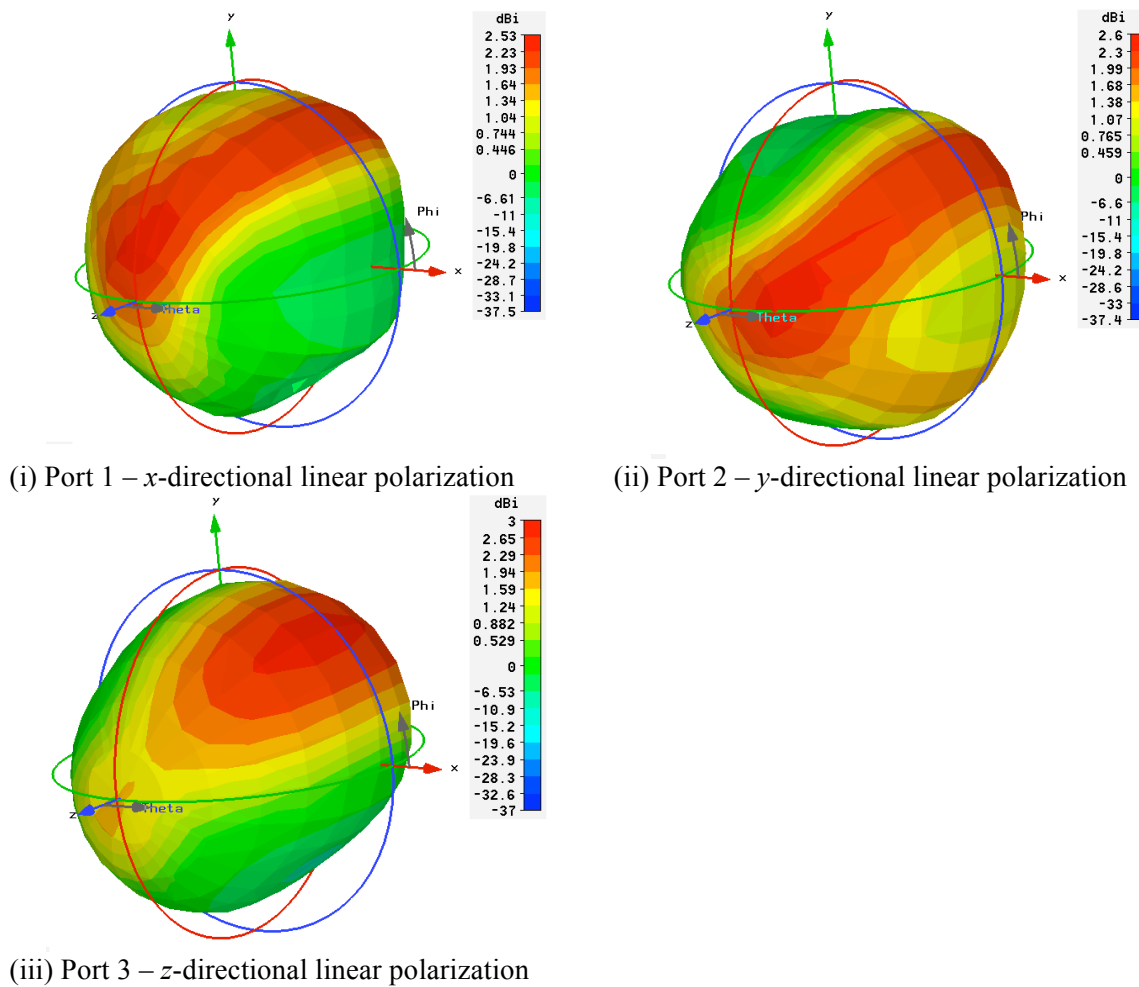 y
dBi
2.53
2.23
1.93
1.64
1.34
1.04
0.744
0.446
0
-6.61
-11
-15.4
-19.8
-24.2
-28.7
-33.1
-37.5
Phi
x
z
Theta
y
dBi
2.6
2.3
1.99
1.68
1.38
1.07
0.765
0.459
0
-6.6
-11
-15.4
-19.8
-24.2
-28.6
-33
-37.4
Phi
x
z
Theta
(i) Port 1 – x-directional linear polarization
(ii) Port 2 – y-directional linear polarization
y
dBi
3
2.65
2.29
1.94
1.59
1.24
0.882
0.529
0
-6.53
-10.9
-15.2
-19.6
-23.9
-28.3
-32.6
-37
Phi
x
z
Theta
(iii) Port 3 – z-directional linear polarization